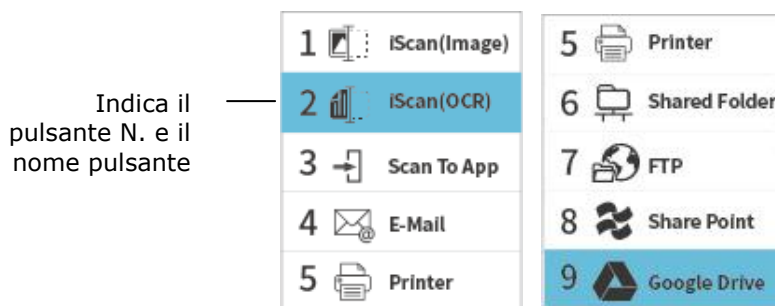 Indica il
pulsante N. e il
nome pulsante
1 iScan(Image)
2 iScan(OCR)
3 Scan To App
4 E-Mail
5 Printer
5 Printer
6 Shared Folder
7 FTP
8 Share Point
9 Google Drive